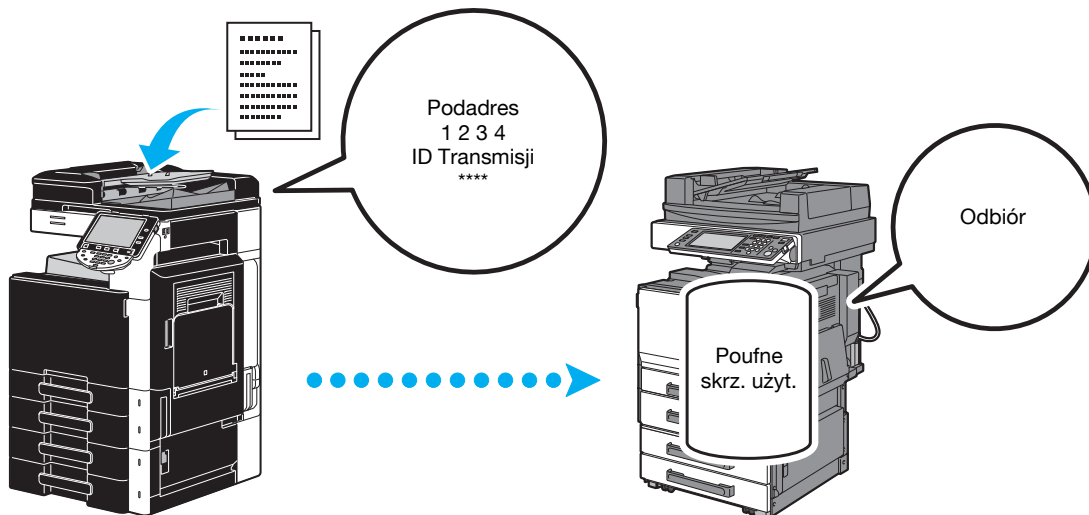 Podadres
1 2 3 4
ID Transmisji
****
Odbiór
Poufne
skrz. użyt.